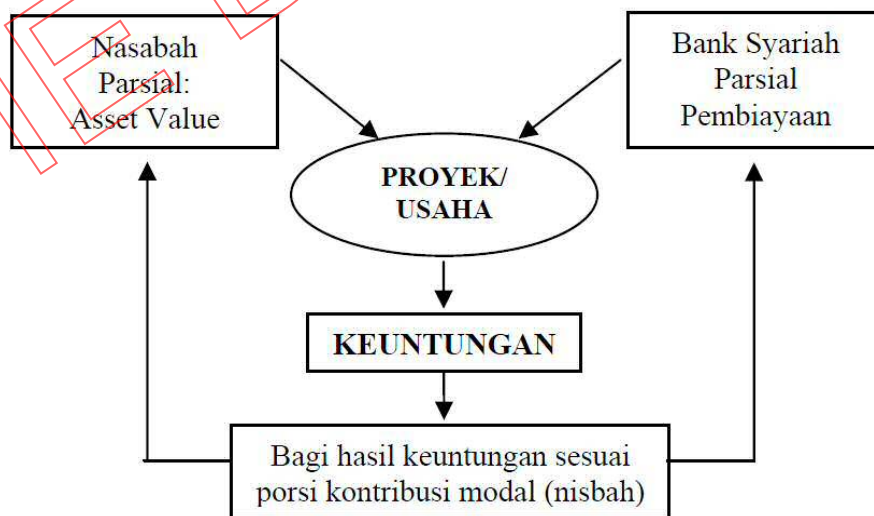 Nasabah
Parsial:
Asset Value
Bank Syariah
Parsial
Pembiayaan
PROYEK/
USAHA
KEUNTUNGAN
Bagi hasil keuntungan sesuai
porsi kontribusi modal (nisbah)